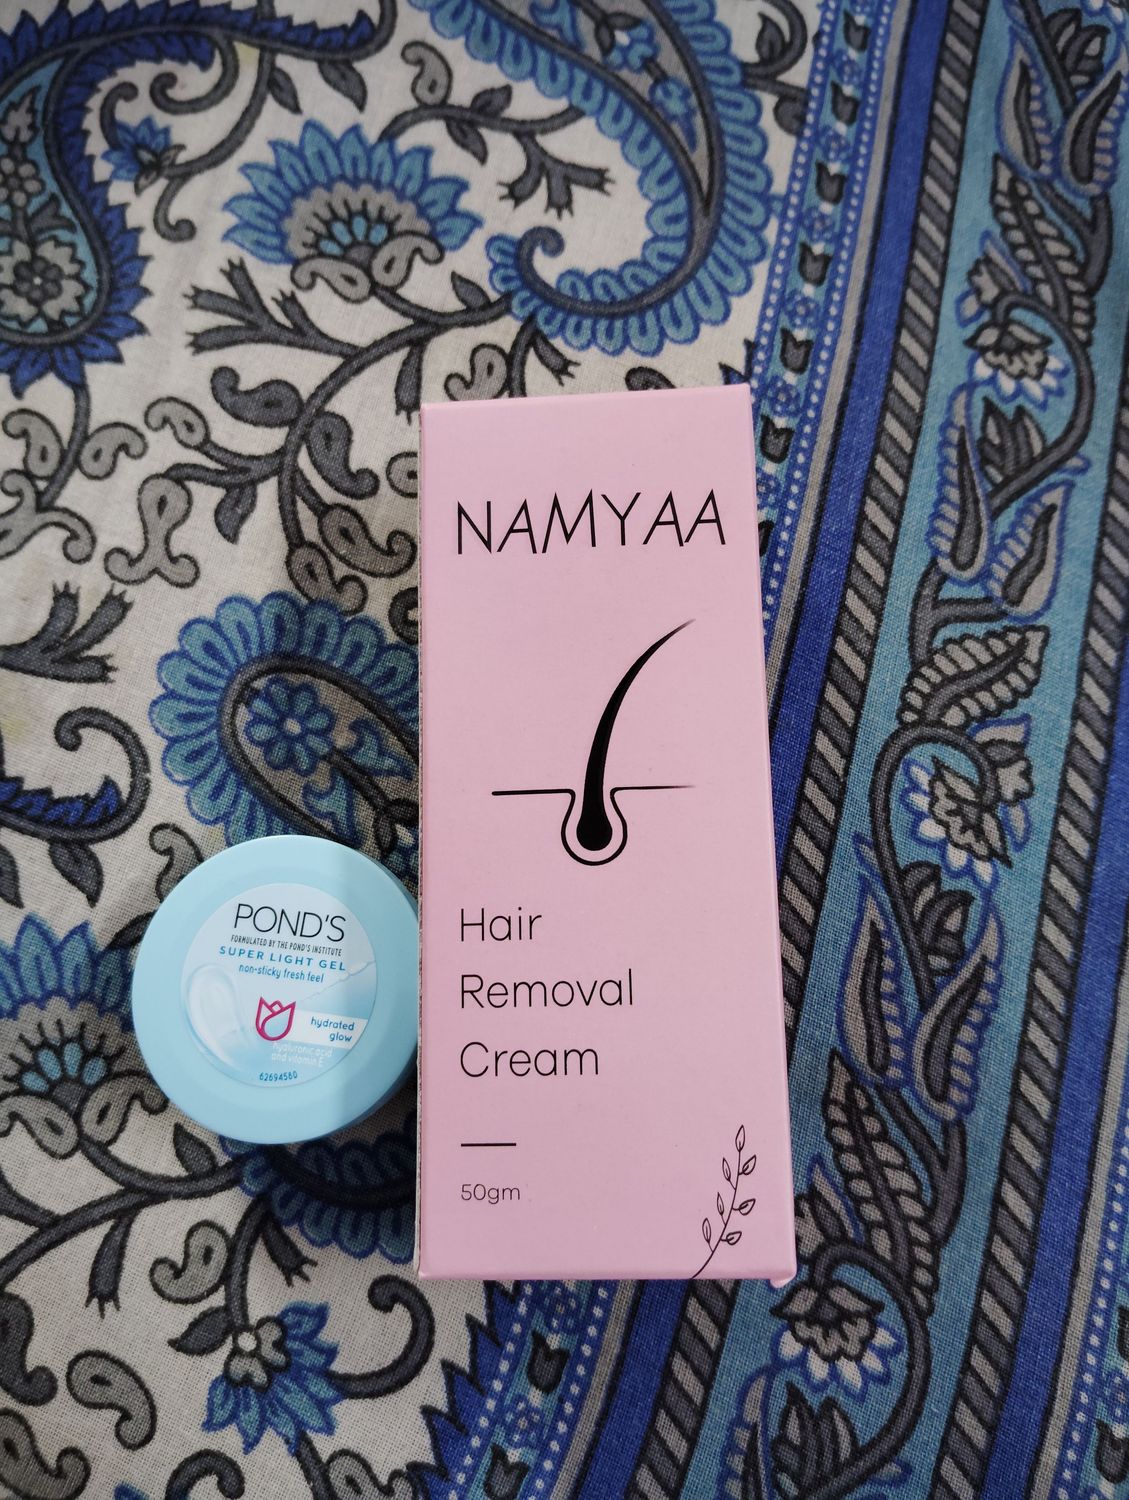 NAMYAA
Hair
Removal
Cream
50gm
POND'S
FORMULATED BY THE POND'S INSTITUTE
SUPER LIGHT GEL
non-sticky fresh feel
hydrated
glow
hyaluronic acid
and vitamin E
62694560